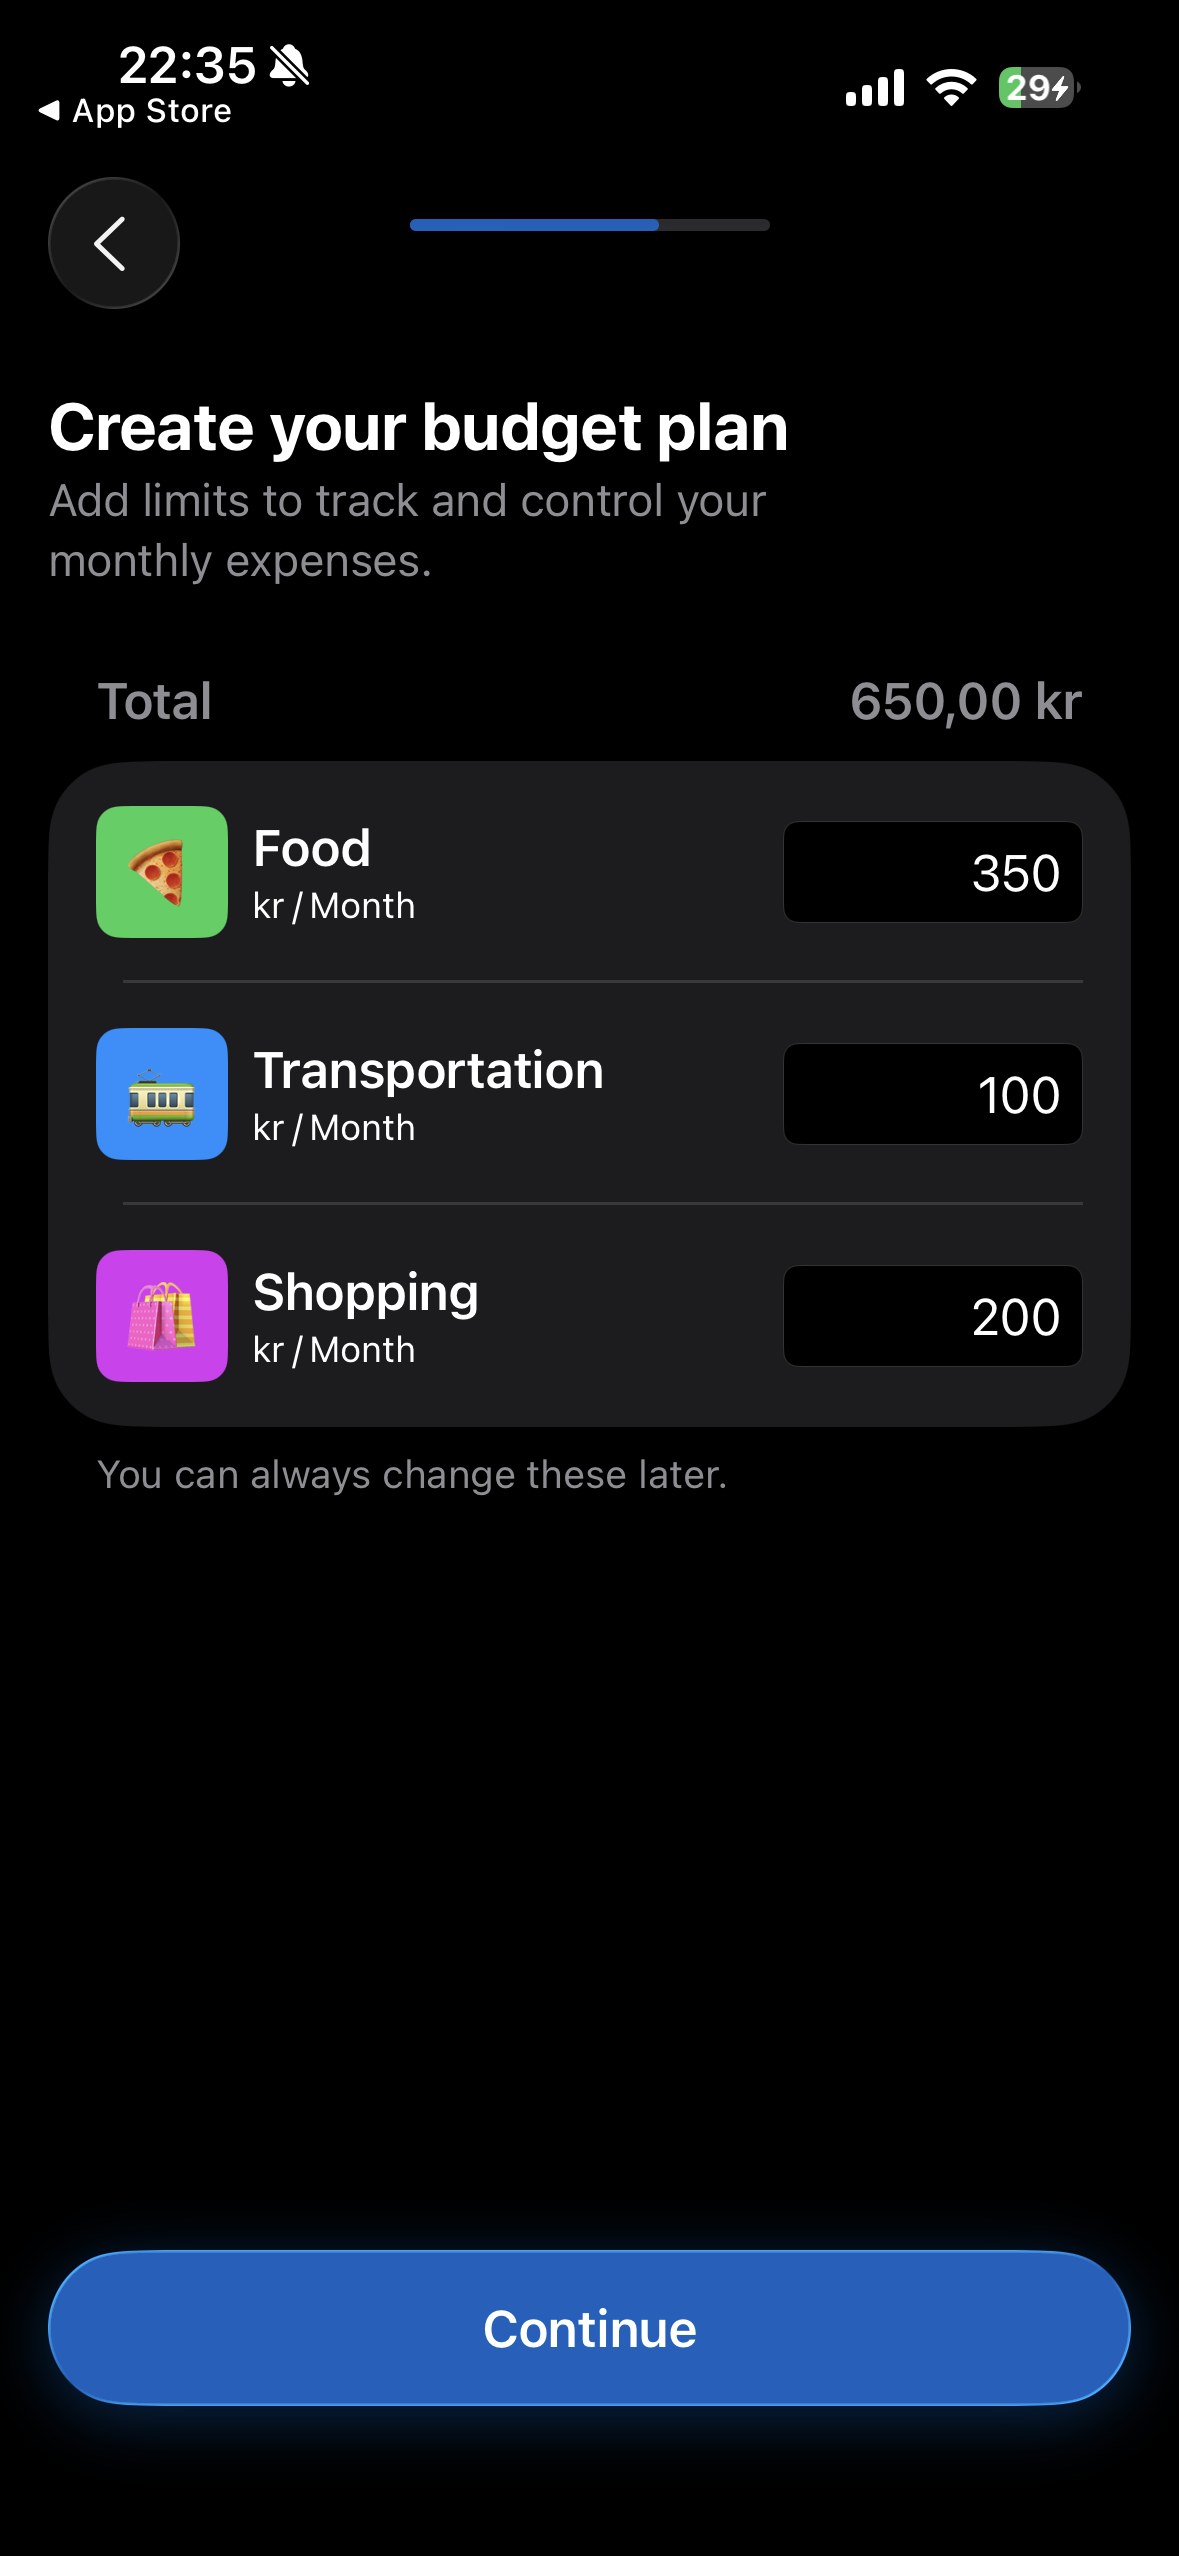 22:35
App Store
29
Create your budget plan
Add limits to track and control your
monthly expenses.
Total 650,00 kr
Food
kr / Month
350
Transportation
kr / Month
100
Shopping
kr / Month
200
You can always change these later.
Continue